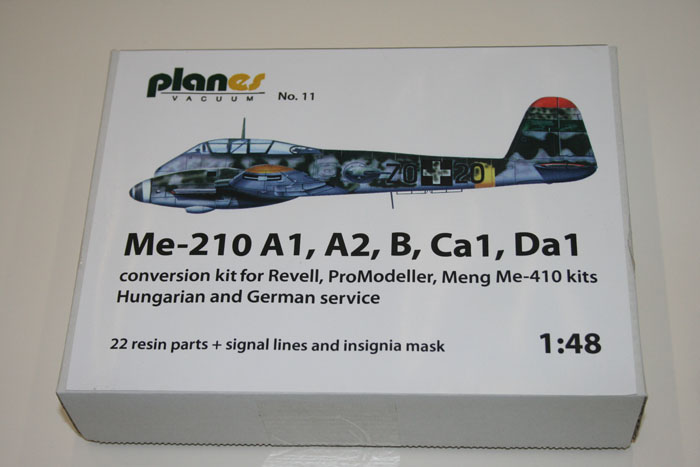 planes
VACUUM
No. 11
Z0 20
Me-210 A1, A2, B, Ca1, Da1
conversion kit for Revell, ProModeller, Meng Me-410 kits
Hungarian and German service
22 resin parts + signal lines and insignia mask
1:48